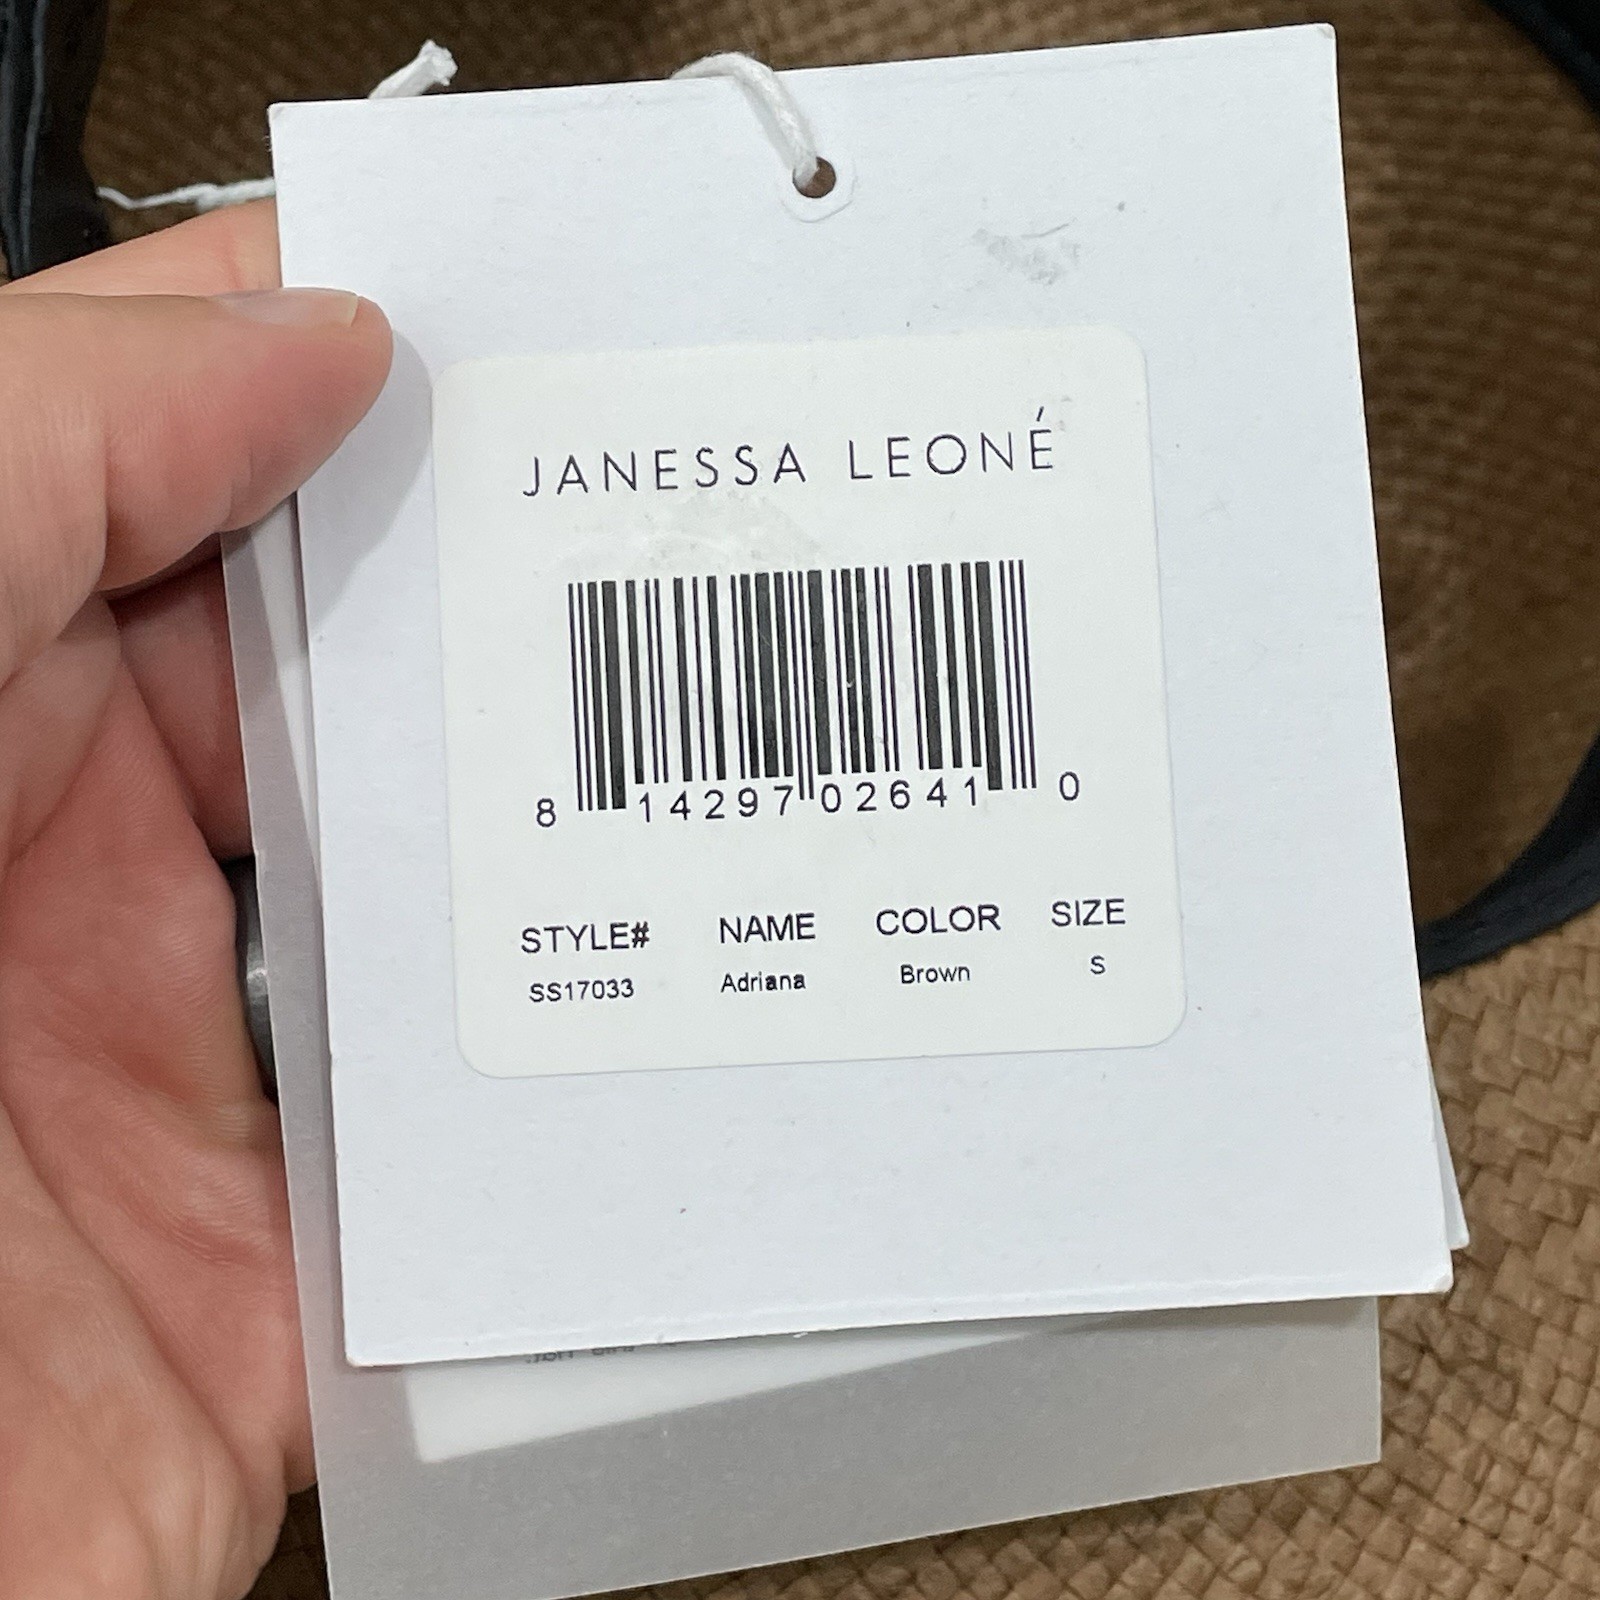 JANESSA LEONÉ
8 14297 02641 0
STYLE# NAME COLOR SIZE
SS17033 Adriana Brown S